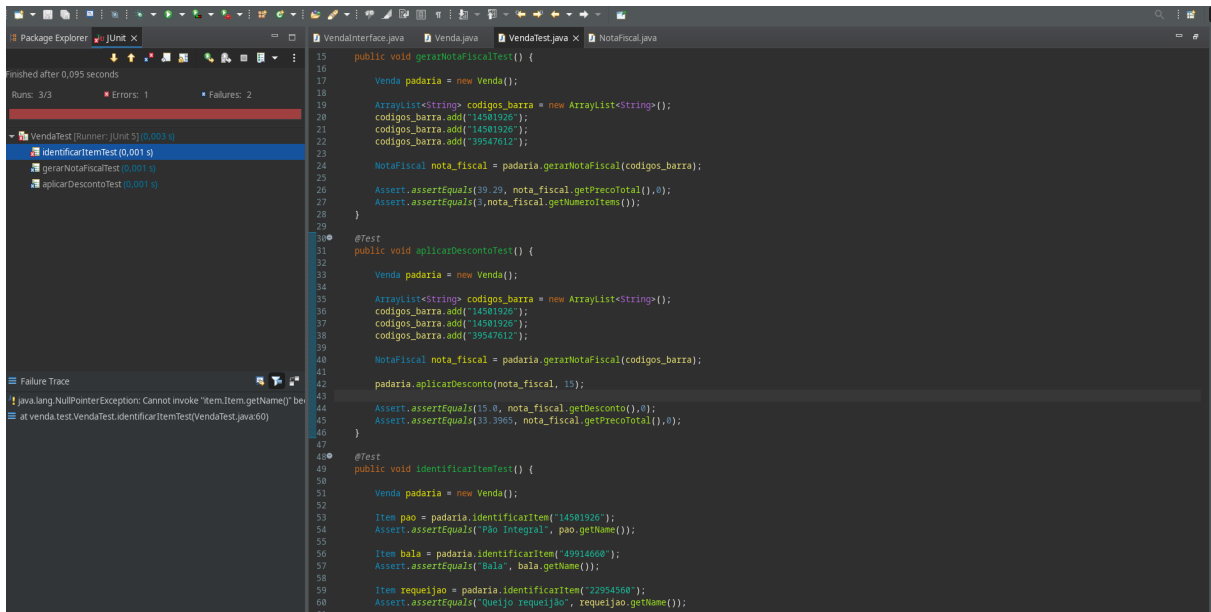 Package Explorer JUnit
Finished after 0,095 seconds
Runs: 3/3 Errors: 1 Failures: 2
VendaTest [Runner: JUnit 5] (0,003 s)
identificarItemTest (0,001 s)
gerarNotaFiscalTest (0,001 s)
aplicarDescontoTest (0,001 s)
Failure Trace
java.lang.NullPointerException: Cannot invoke "item.Item.getName()" bec
at venda.test.VendaTest.identificarItemTest(VendaTest.java:60)
VendaInterface.java Venda.java VendaTest.java NotaFiscal.java
15 public void gerarNotaFiscalTest() {
16
17 Venda padaria = new Venda();
18
19 ArrayList<String> codigos_barra = new ArrayList<String>();
20 codigos_barra.add("14501926");
21 codigos_barra.add("14501926");
22 codigos_barra.add("39547612");
23
24 NotaFiscal nota_fiscal = padaria.gerarNotaFiscal(codigos_barra);
25
26 Assert.assertEquals(39.29, nota_fiscal.getPrecoTotal(),0);
27 Assert.assertEquals(3,nota_fiscal.getNumeroItems());
28 }
29
30 @Test
31 public void aplicarDescontoTest() {
32
33 Venda padaria = new Venda();
34
35 ArrayList<String> codigos_barra = new ArrayList<String>();
36 codigos_barra.add("14501926");
37 codigos_barra.add("14501926");
38 codigos_barra.add("39547612");
39
40 NotaFiscal nota_fiscal = padaria.gerarNotaFiscal(codigos_barra);
41
42 padaria.aplicarDesconto(nota_fiscal, 15);
43
44 Assert.assertEquals(15.0, nota_fiscal.getDesconto(),0);
45 Assert.assertEquals(33.3965, nota_fiscal.getPrecoTotal(),0);
46 }
47
48 @Test
49 public void identificarItemTest() {
50
51 Venda padaria = new Venda();
52
53 Item pao = padaria.identificarItem("14501926");
54 Assert.assertEquals("Pão Integral", pao.getName());
55
56 Item bala = padaria.identificarItem("49914660");
57 Assert.assertEquals("Bala", bala.getName());
58
59 Item requeijao = padaria.identificarItem("22954560");
60 Assert.assertEquals("Queijo requeijão", requeijao.getName());